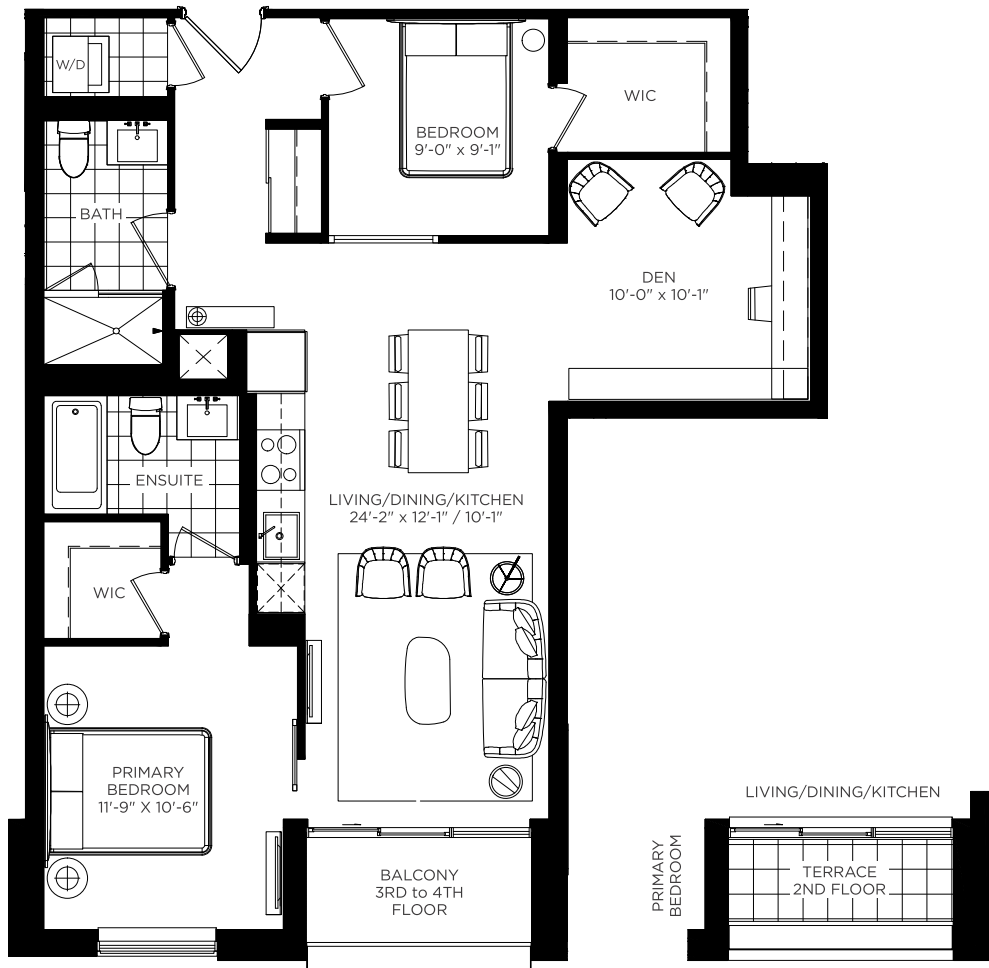 W/D
WIC
BEDROOM
9'-0" x 9'-1"
BATH
DEN
10'-0" x 10'-1"
ENSUITE
LIVING/DINING/KITCHEN
24'-2" x 12'-1" / 10'-1"
WIC
PRIMARY
BEDROOM
11'-9" X 10'-6"
BALCONY
3RD to 4TH
FLOOR
LIVING/DINING/KITCHEN
PRIMARY
BEDROOM
TERRACE
2ND FLOOR